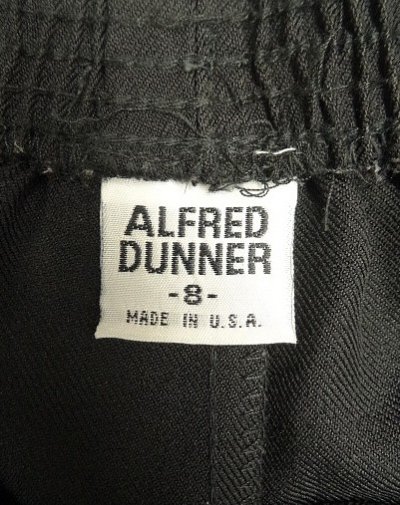 ALFRED
DUNNER
-8-
MADE IN U.S.A.